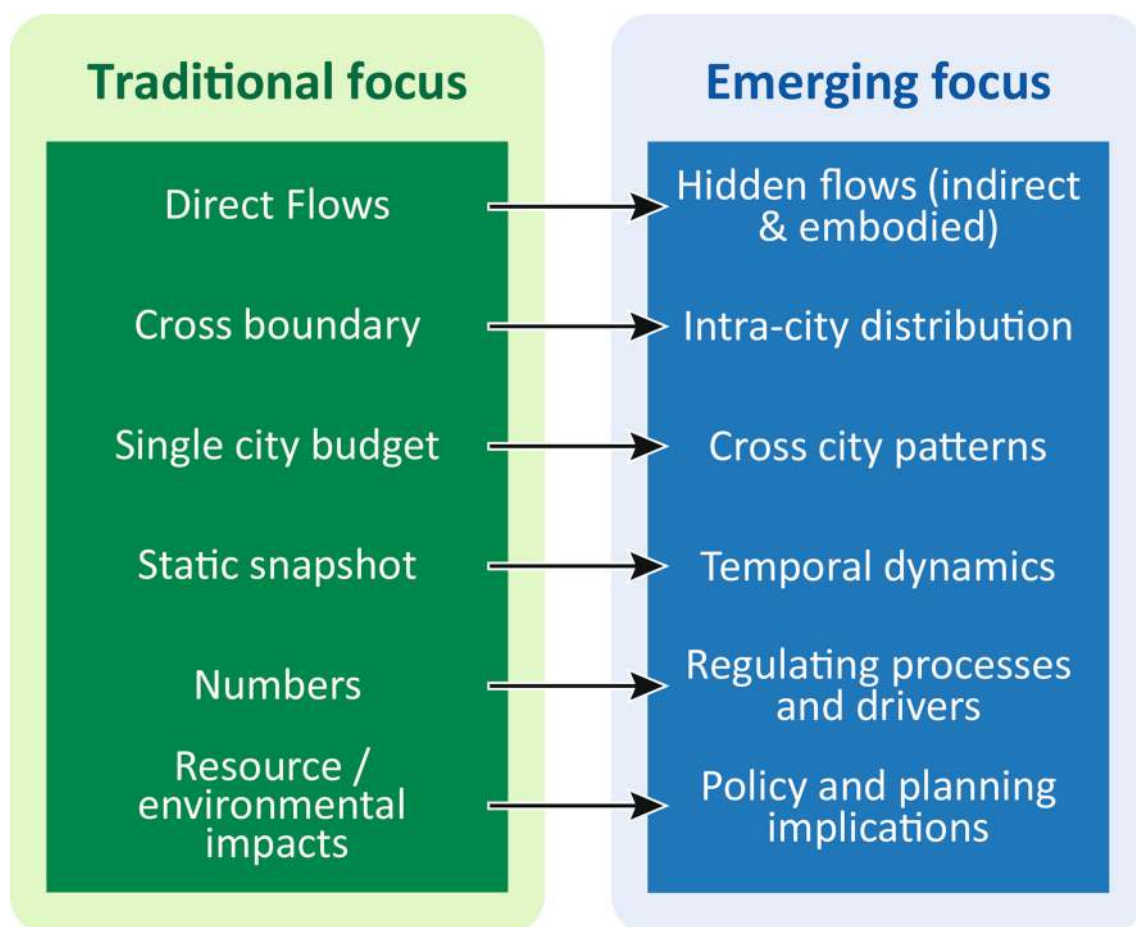 Traditional focus
Direct Flows
Cross boundary
Single city budget
Static snapshot
Numbers
Resource /
environmental
impacts
Emerging focus
Hidden flows (indirect
& embodied)
Intra-city distribution
Cross city patterns
Temporal dynamics
Regulating processes
and drivers
Policy and planning
implications